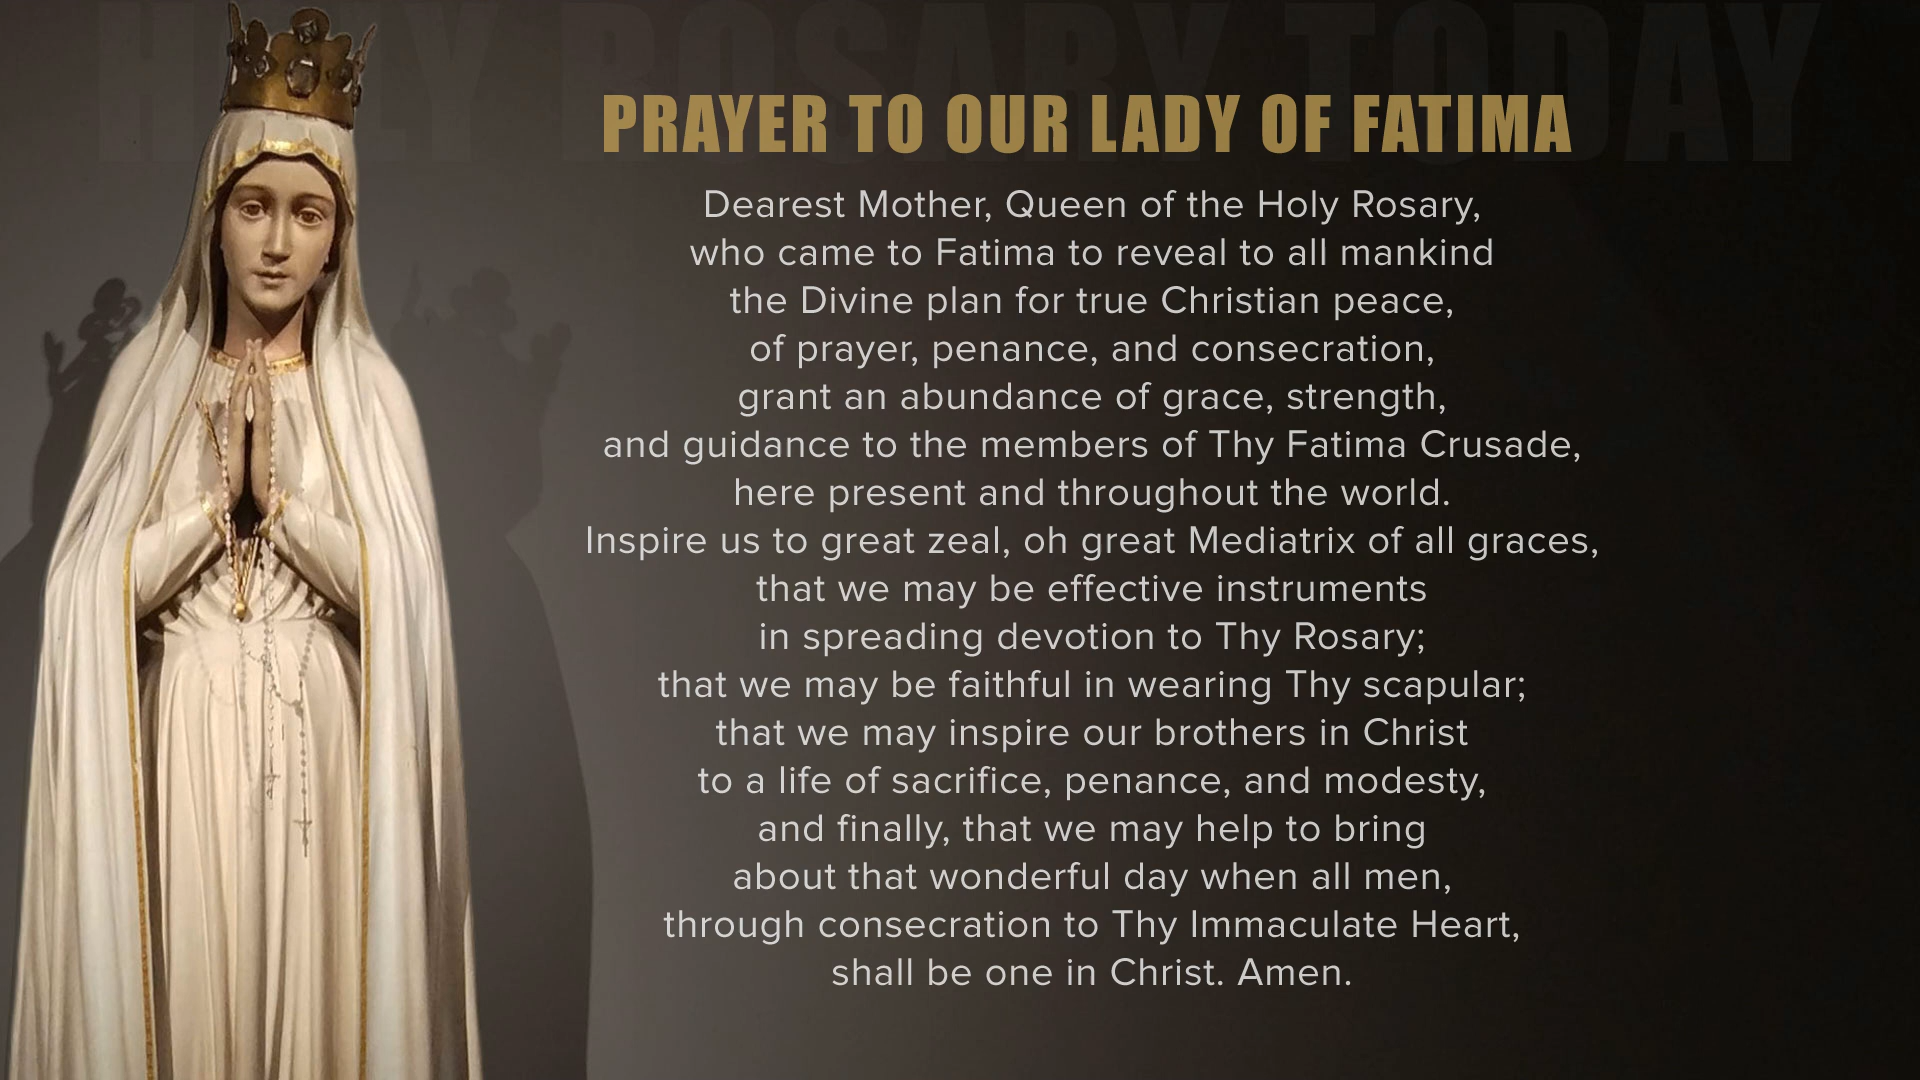 HOLY ROSARY TODAY
PRAYER TO OUR LADY OF FATIMA
Dearest Mother, Queen of the Holy Rosary,
who came to Fatima to reveal to all mankind
the Divine plan for true Christian peace,
of prayer, penance, and consecration,
grant an abundance of grace, strength,
and guidance to the members of Thy Fatima Crusade,
here present and throughout the world.
Inspire us to great zeal, oh great Mediatrix of all graces,
that we may be effective instruments
in spreading devotion to Thy Rosary;
that we may be faithful in wearing Thy scapular;
that we may inspire our brothers in Christ
to a life of sacrifice, penance, and modesty,
and finally, that we may help to bring
about that wonderful day when all men,
through consecration to Thy Immaculate Heart,
shall be one in Christ. Amen.